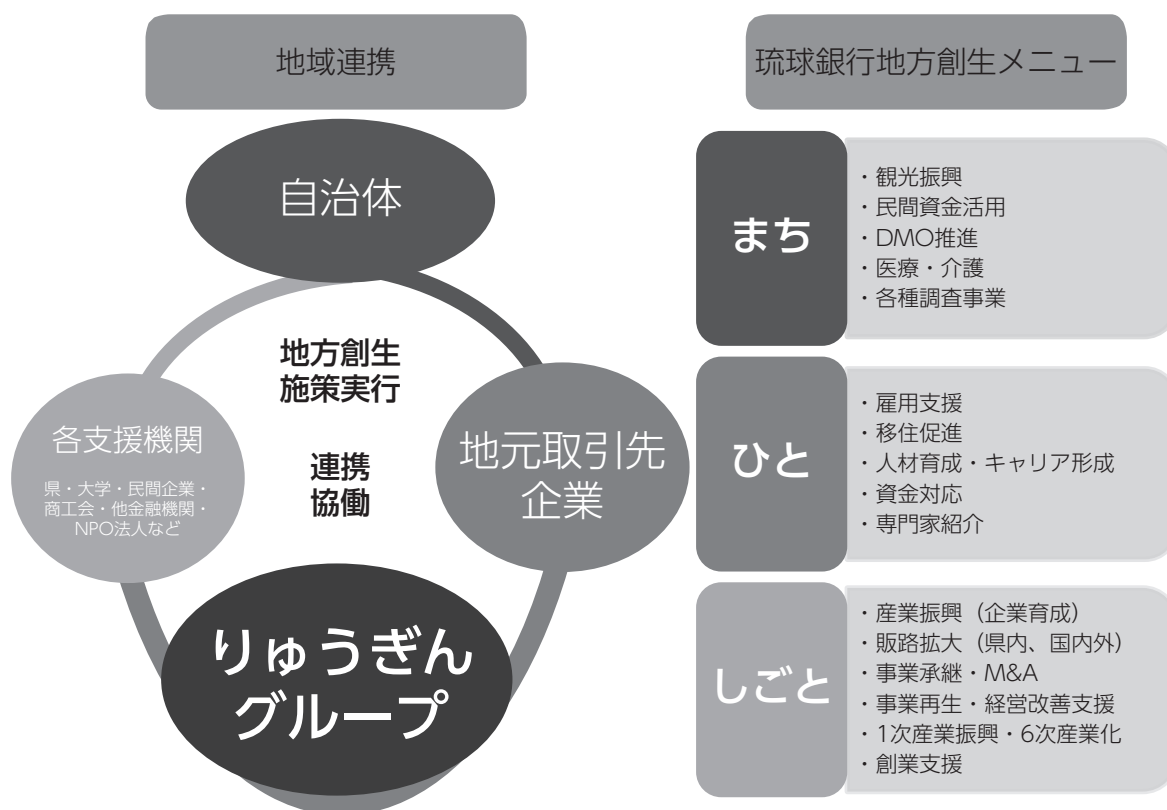 地域連携
自治体
地方創生
施策実行
連携
協働
各支援機関
県・大学・民間企業・
商工会・他金融機関・
NPO法人など
地元取引先
企業
りゅうぎん
グループ
琉球銀行地方創生メニュー
まち
・観光振興
・民間資金活用
・DMO推進
・医療・介護
・各種調査事業
ひと
・雇用支援
・移住促進
・人材育成・キャリア形成
・資金対応
・専門家紹介
しごと
・産業振興（企業育成）
・販路拡大（県内、国内外）
・事業承継・M&A
・事業再生・経営改善支援
・1次産業振興・6次産業化
・創業支援